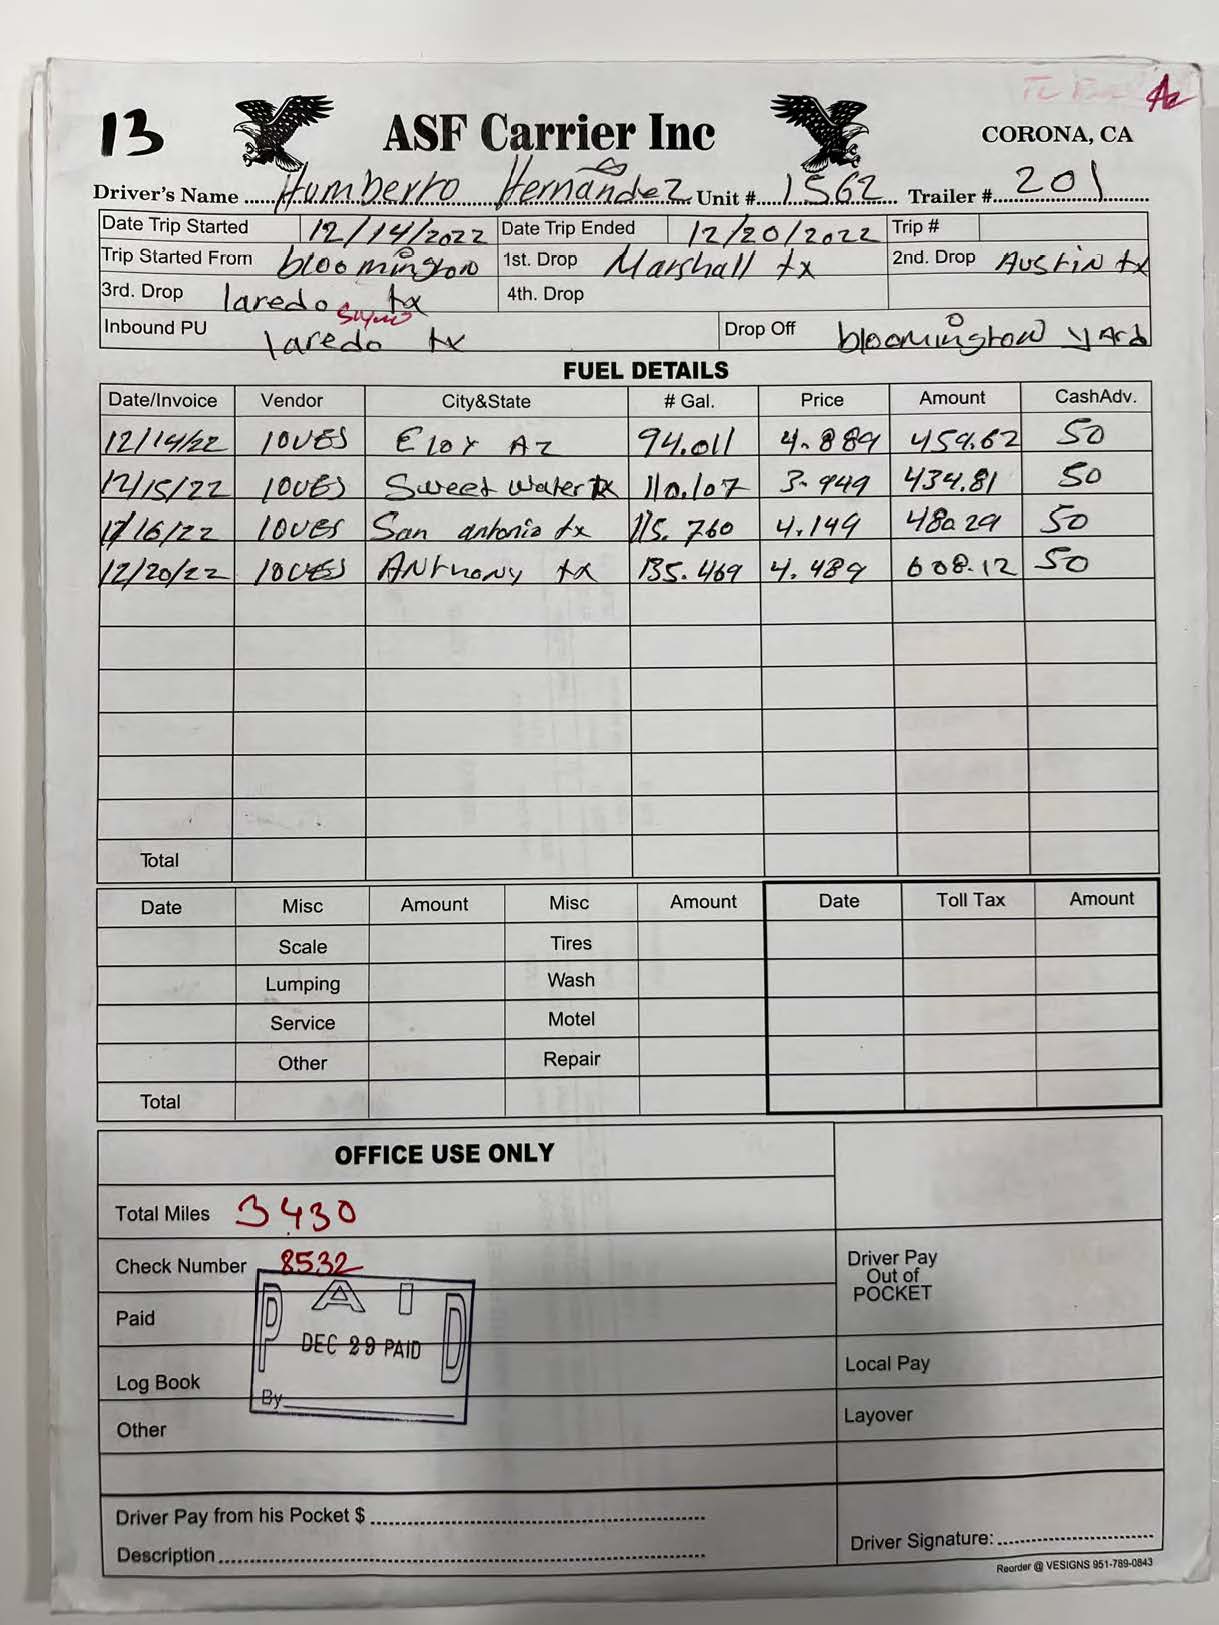 13 ASF Carrier Inc CORONA, CA
Driver's Name Humberto Hernandez Unit # 1562 Trailer # 201
Date Trip Started 12/14/2022 Date Trip Ended 12/20/2022 Trip #
Trip Started From bloomington 1st. Drop Marshall tx 2nd. Drop Austin tx
3rd. Drop laredo tx 4th. Drop
Inbound PU laredo tx Drop Off bloomington yard
FUEL DETAILS
Date/Invoice Vendor City&State # Gal. Price Amount CashAdv.
12/14/22 lOVES Eloy AZ 94.011 4.889 459.62 50
12/15/22 lOVES Sweet water tx 110.107 3.949 434.81 50
12/16/22 lOVES San antonio tx 115.760 4.149 480.29 50
12/20/22 lOVES ANthony tx 135.469 4.489 608.12 50
Total
Date Misc Amount Misc Amount Date Toll Tax Amount
Scale Tires
Lumping Wash
Service Motel
Other Repair
Total
OFFICE USE ONLY
Total Miles 3430
Check Number 8532
Driver Pay
Out of
POCKET
Paid
PAID
DEC 29 PAID
By
Log Book
Local Pay
Other
Layover
Driver Pay from his Pocket $
Description
Driver Signature:
Reorder @ VESIGNS 951-789-0843